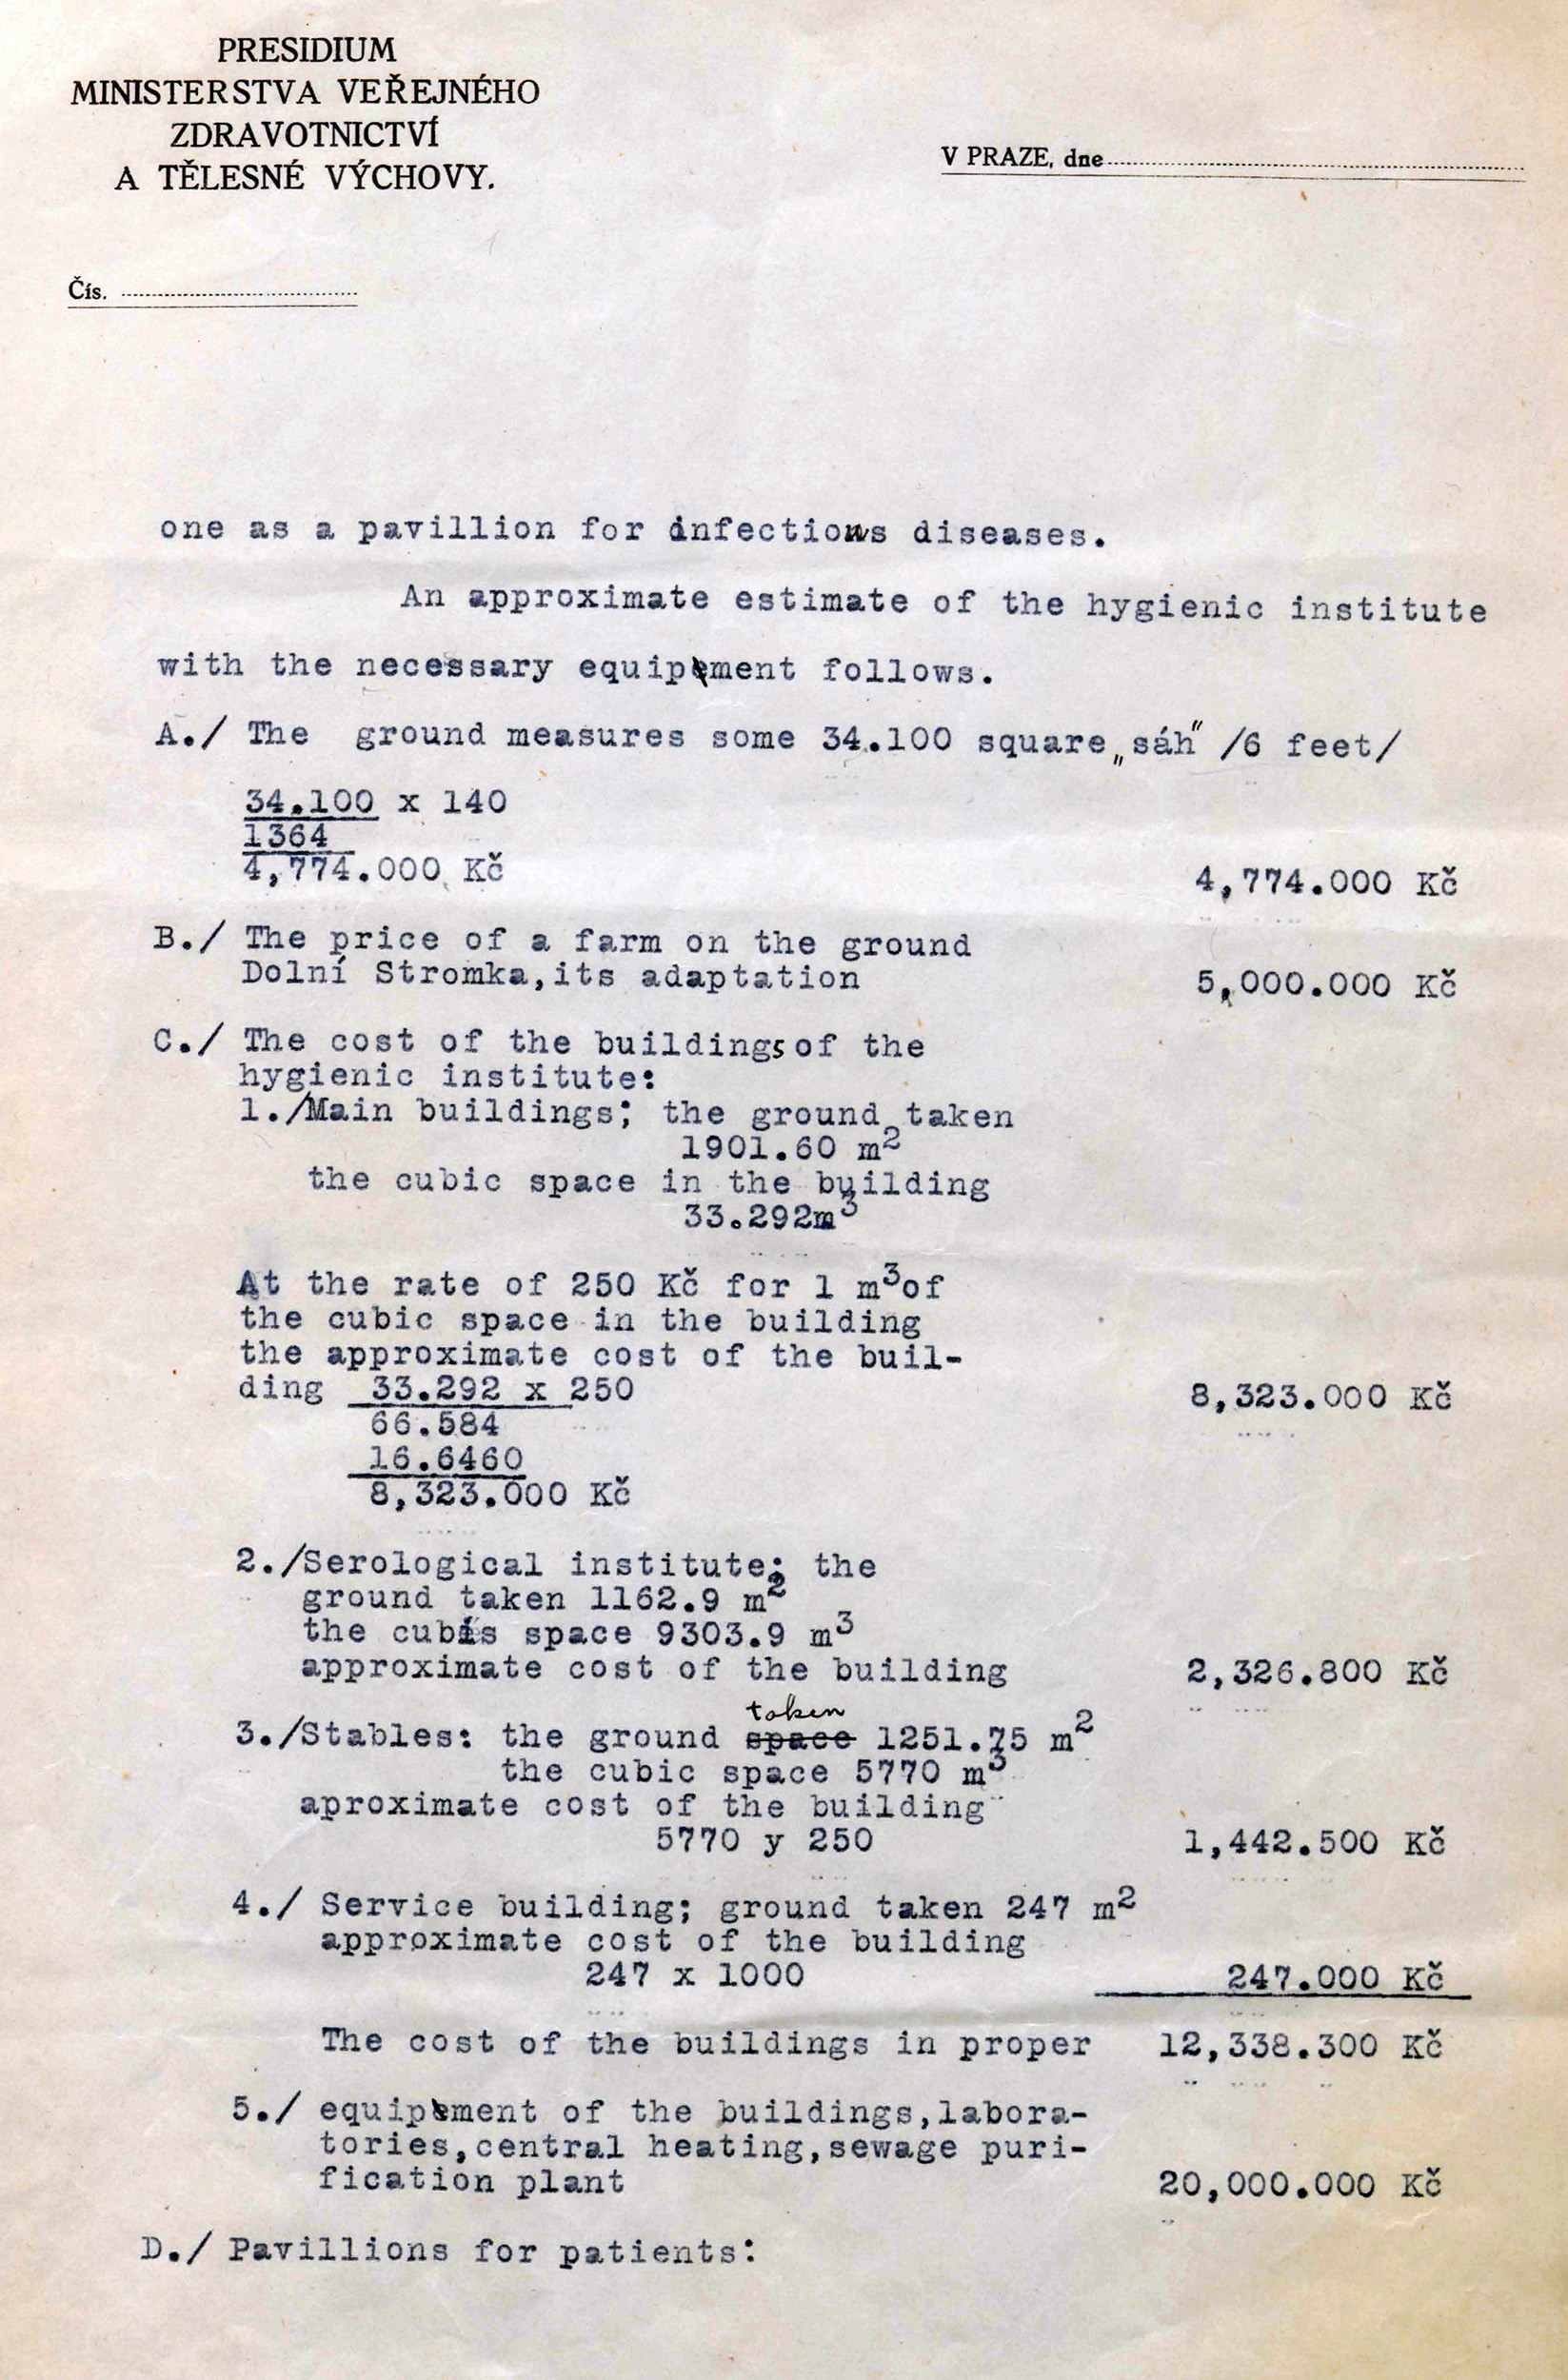 PRESIDIUM
MINISTERSTVA VEŘEJNÉHO
ZDRAVOTNICTVÍ
A TĚLESNÉ VÝCHOVY.
V PRAZE, dne
Čís.
one as a pavillion for infectious diseases.
An approximate estimate of the hygienic institute
with the necessary equipment follows.
A./ The ground measures some 34.100 square „sáh" /6 feet/
34.100 x 140
1364
4,774.000 Kč 4,774.000 Kč
B./ The price of a farm on the ground
Dolní Stromka,its adaptation 5,000.000 Kč
C./ The cost of the buildings of the
hygienic institute:
1./Main buildings; the ground taken
1901.60 m2
the cubic space in the building
33.292m3
At the rate of 250 Kč for 1 m3of
the cubic space in the building
the approximate cost of the buil-
ding 33.292 x 250 8,323.000 Kč
66.584
16.6460
8,323.000 Kč
2./Serological institute; the
ground taken 1162.9 m2
the cubis space 9303.9 m3
approximate cost of the building 2,326.800 Kč
taken
3./Stables: the ground space 1251.75 m2
the cubic space 5770 m3
aproximate cost of the building
5770 y 250 1,442.500 Kč
4./ Service building; ground taken 247 m2
approximate cost of the building
247 x 1000 247.000 Kč
The cost of the buildings in proper 12,338.300 Kč
5./ equipment of the buildings,labora-
tories,central heating,sewage puri-
fication plant 20,000.000 Kč
D./ Pavillions for patients: